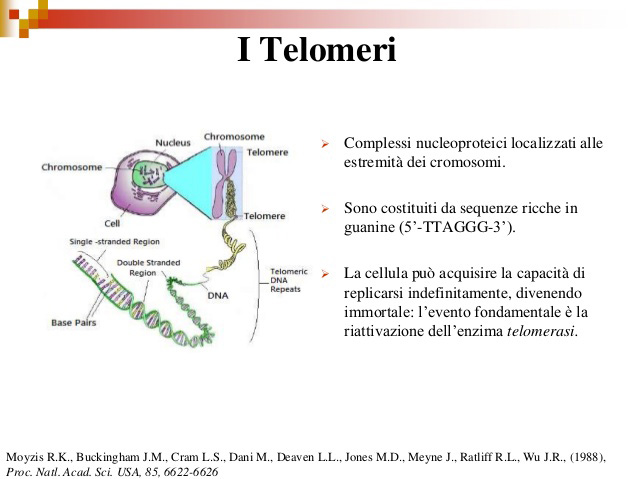 I Telomeri
Nucleus
Chromosome
Telomere
Chromosome
Cell
Telomere
Single -stranded Region
Double Stranded
Region
Telomeric
DNA
Repeats
DNA
Base Pairs
➢ Complessi nucleoproteici localizzati alle
estremità dei cromosomi.
➢ Sono costituiti da sequenze ricche in
guanine (5’-TTAGGG-3’).
➢ La cellula può acquisire la capacità di
replicarsi indefinitamente, divenendo
immortale: l’evento fondamentale è la
riattivazione dell’enzima telomerasi.
Moyzis R.K., Buckingham J.M., Cram L.S., Dani M., Deaven L.L., Jones M.D., Meyne J., Ratliff R.L., Wu J.R., (1988),
Proc. Natl. Acad. Sci. USA, 85, 6622-6626